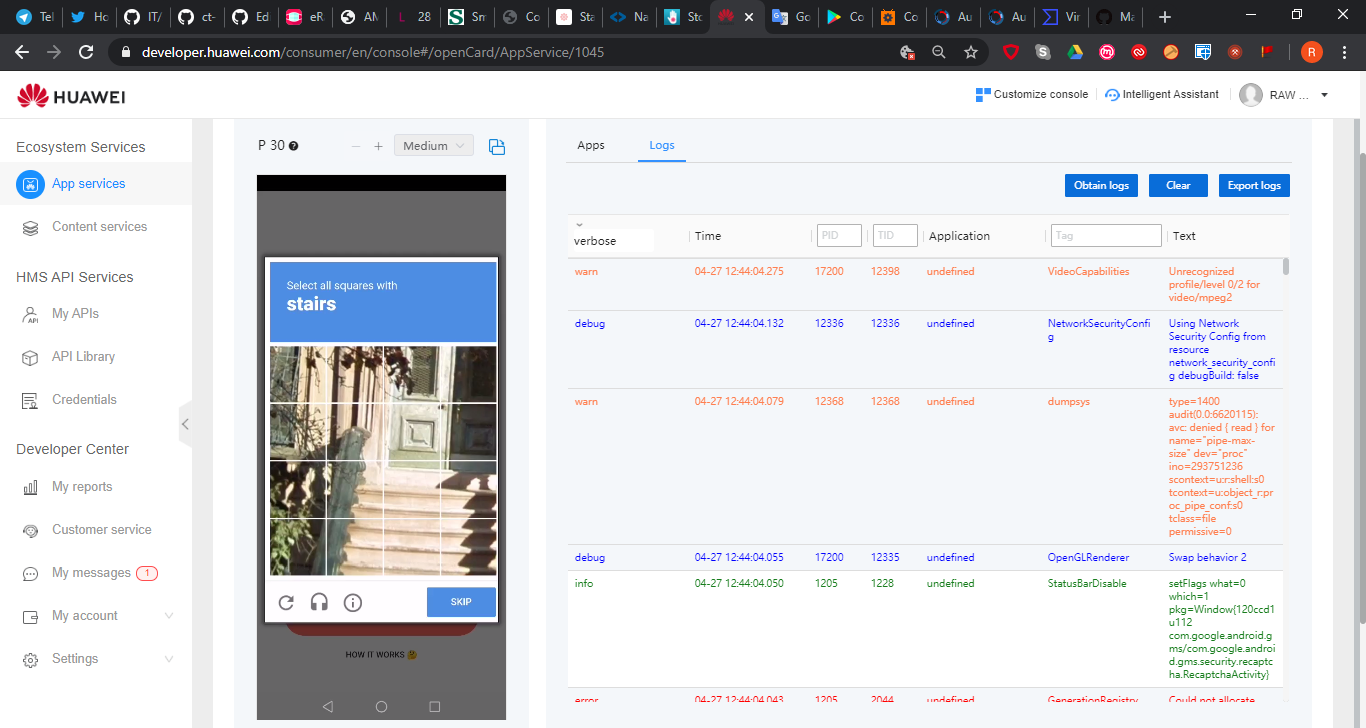 Tel
Ho
IT/
ct-
Ed
eR
AM
28
Sm
Co
Sta
Na
Sto
Go
Co
Co
Au
Au
Vir
Ma
developer.huawei.com/consumer/en/console#/openCard/AppService/1045
R
HUAWEI
Customize console
Intelligent Assistant
RAW ...
Ecosystem Services
App services
Content services
HMS API Services
My APIs
API Library
Credentials
Developer Center
My reports
Customer service
My messages 1
My account
Settings
P 30
Medium
Select all squares with
stairs
SKIP
HOW IT WORKS 🤔
Apps
Logs
Obtain logs
Clear
Export logs
verbose
Time
PID
TID
Application
Tag
Text
warn 04-27 12:44:04.275 17200 12398 undefined VideoCapabilities Unrecognized
profile/level 0/2 for
video/mpeg2
debug 04-27 12:44:04.132 12336 12336 undefined NetworkSecurityConfi Using Network
g Security Config from
resource
network_security_conf
ig debugBuild: false
warn 04-27 12:44:04.079 12368 12368 undefined dumpsys type=1400
audit(0.0:6620115):
avc: denied { read } for
name="pipe-max-
size" dev="proc"
ino=293751236
scontext=u:r:shell:s0
tcontext=u:object_r:pr
oc_pipe_conf:s0
tclass=file
permissive=0
debug 04-27 12:44:04.055 17200 12335 undefined OpenGLRenderer Swap behavior 2
info 04-27 12:44:04.050 1205 1228 undefined StatusBarDisable setFlags what=0
which=1
pkg=Window{120ccd1
u112
com.google.android.g
ms/com.google.androi
d.gms.security.recaptc
ha.RecaptchaActivity}
error 04-27 12:44:04.043 1205 2044 undefined GenerationRegistry Could not allocate